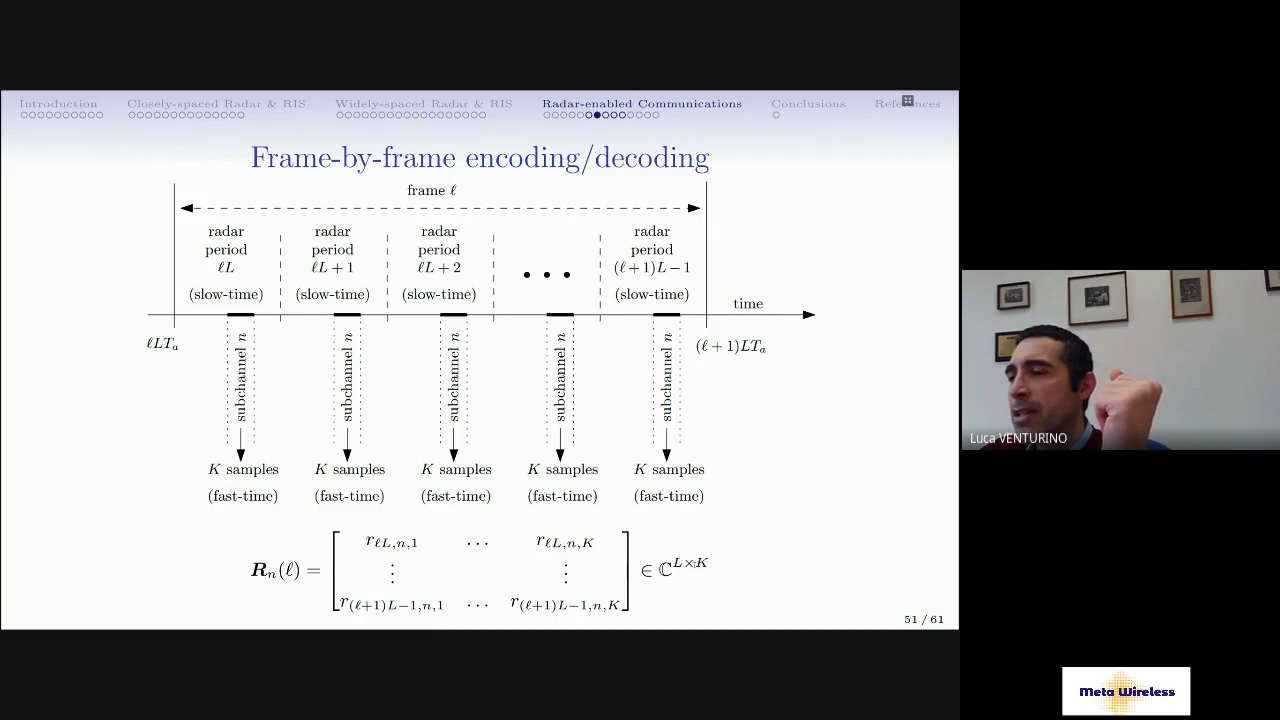 Introduction Closely-spaced Radar & RIS Widely-spaced Radar & RIS Radar-enabled Communications Conclusions References
Frame-by-frame encoding/decoding
frame ℓ
radar radar radar radar
period period period period
ℓL ℓL + 1 ℓL + 2 • • • (ℓ+1)L−1
(slow-time) (slow-time) (slow-time) (slow-time)
time
ℓLT_a (ℓ+1)LT_a
subchannel n subchannel n subchannel n subchannel n subchannel n
K samples K samples K samples K samples K samples
(fast-time) (fast-time) (fast-time) (fast-time) (fast-time)
r_{ℓL,n,1} ... r_{ℓL,n,K}
R_n(ℓ) = ⋮ ⋮ ∈ ℂ^{L×K}
r_{(ℓ+1)L−1,n,1} ... r_{(ℓ+1)L−1,n,K}
51 / 61
Luca VENTURINO
Meta Wireless